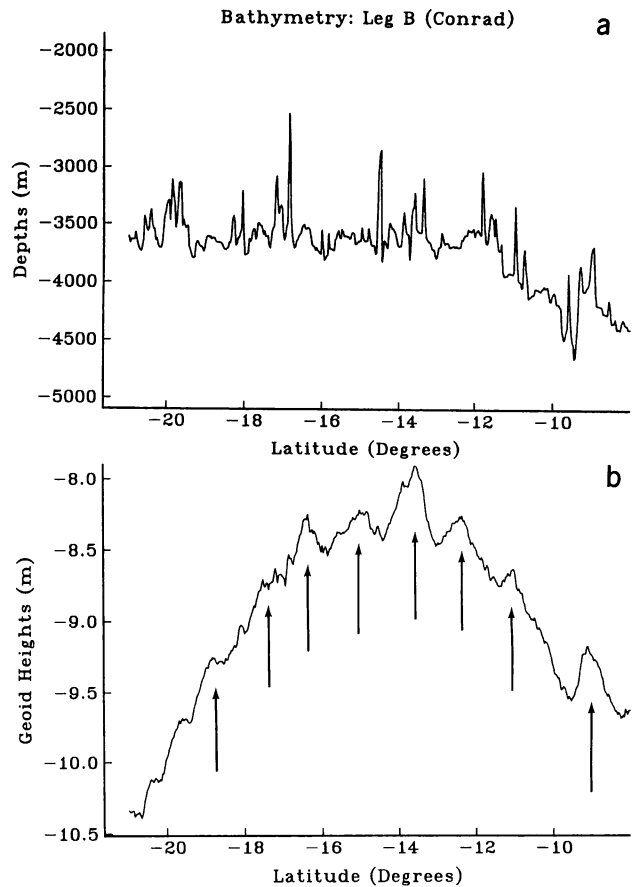 Bathymetry: Leg B (Conrad)
a
−2000
−2500
−3000
−3500
−4000
−4500
−5000
Depths (m)
−20 −18 −16 −14 −12 −10
Latitude (Degrees)
b
−8.0
−8.5
−9.0
−9.5
−10.0
−10.5
Geoid Heights (m)
−20 −18 −16 −14 −12 −10
Latitude (Degrees)